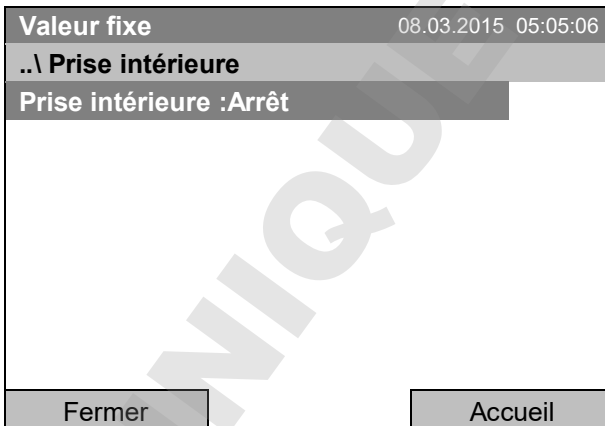 Valeur fixe 08.03.2015 05:05:06
..\ Prise intérieure
Prise intérieure :Arrêt
Fermer Accueil